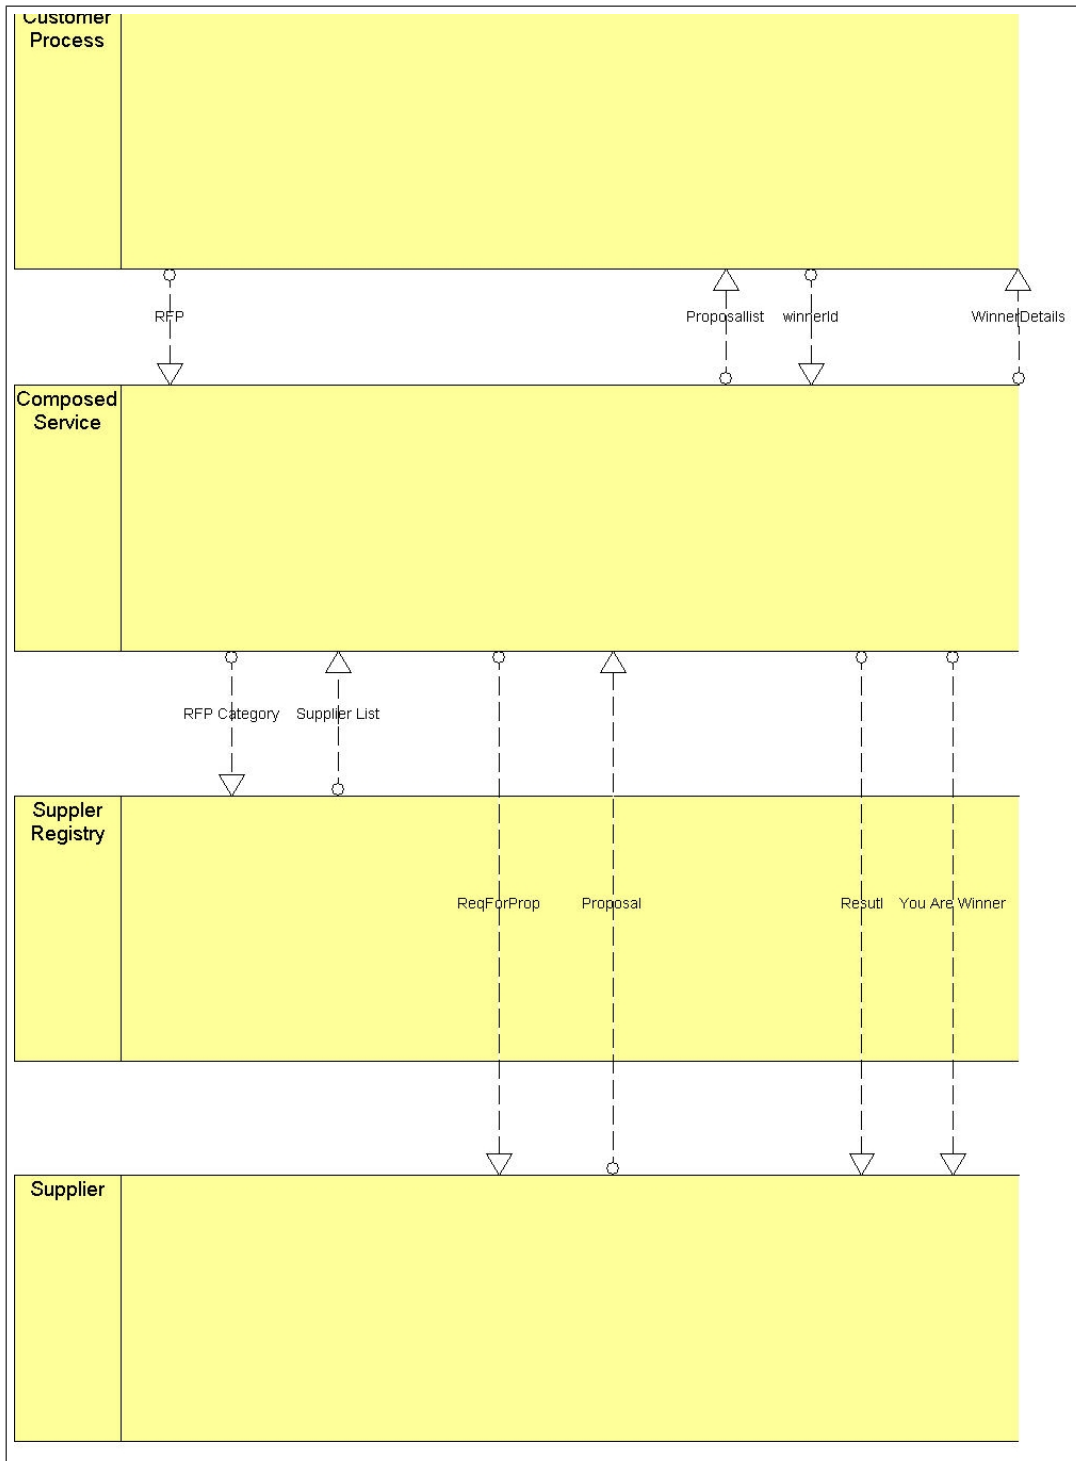 Customer
Process
RFP
Proposallist
winnerId
WinnerDetails
Composed
Service
RFP Category
Supplier List
Suppler
Registry
ReqForProp
Proposal
Resutl
You Are Winner
Supplier